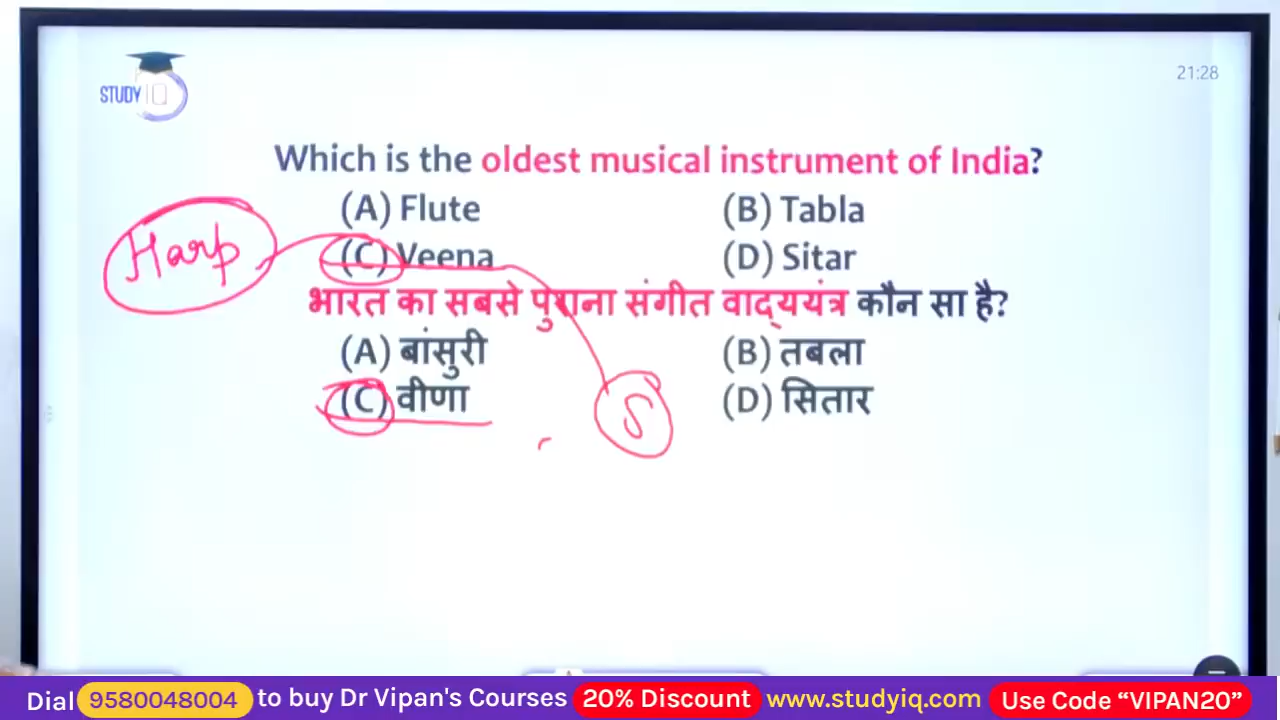 STUDY IQ
21:28
Which is the oldest musical instrument of India?
(A) Flute (B) Tabla
Harp
(C) Veena (D) Sitar
भारत का सबसे पुराना संगीत वाद्ययंत्र कौन सा है?
(A) बांसुरी (B) तबला
(C) वीणा (D) सितार
S
Dial 9580048004 to buy Dr Vipan's Courses 20% Discount www.studyiq.com Use Code “VIPAN20”